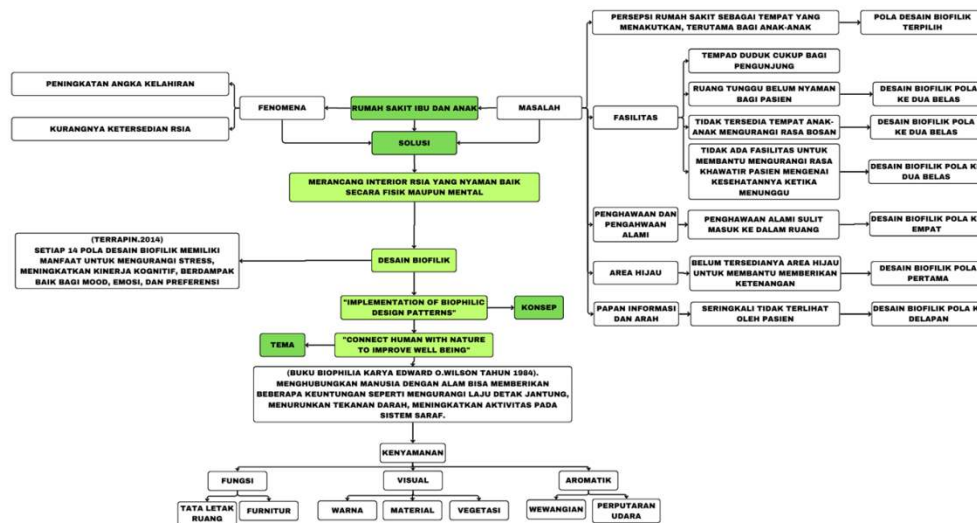 PENINGKATAN ANGKA KELAHIRAN
KURANGNYA KETERSEDIAN RSIA
FENOMENA
RUMAH SAKIT IBU DAN ANAK
MASALAH
SOLUSI
MERANCANG INTERIOR RSIA YANG NYAMAN BAIK
SECARA FISIK MAUPUN MENTAL
(TERRAPIN.2014)
SETIAP 14 POLA DESAIN BIOFILIK MEMILIKI
MANFAAT UNTUK MENGURANGI STRESS,
MENINGKATKAN KINERJA KOGNITIF, BERDAMPAK
BAIK BAGI MOOD, EMOSI, DAN PREFERENSI
DESAIN BIOFILIK
"IMPLEMENTATION OF BIOPHILIC
DESIGN PATTERNS"
KONSEP
TEMA
"CONNECT HUMAN WITH NATURE
TO IMPROVE WELL BEING"
(BUKU BIOPHILIA KARYA EDWARD O.WILSON TAHUN 1984).
MENGHUBUNGKAN MANUSIA DENGAN ALAM BISA MEMBERIKAN
BEBERAPA KEUNTUNGAN SEPERTI MENGURANGI LAJU DETAK JANTUNG,
MENURUNKAN TEKANAN DARAH, MENINGKATKAN AKTIVITAS PADA
SISTEM SARAF.
KENYAMANAN
FUNGSI
VISUAL
AROMATIK
TATA LETAK
RUANG
FURNITUR
WARNA
MATERIAL
VEGETASI
WEWANGIAN
PERPUTARAN
UDARA
PERSEPSI RUMAH SAKIT SEBAGAI TEMPAT YANG
MENAKUTKAN, TERUTAMA BAGI ANAK-ANAK
POLA DESAIN BIOFILIK
TERPILIH
FASILITAS
TEMPAD DUDUK CUKUP BAGI
PENGUNJUNG
RUANG TUNGGU BELUM NYAMAN
BAGI PASIEN
DESAIN BIOFILIK POLA
KE DUA BELAS
TIDAK TERSEDIA TEMPAT ANAK-
ANAK MENGURANGI RASA BOSAN
DESAIN BIOFILIK POLA
KE DUA BELAS
TIDAK ADA FASILITAS UNTUK
MEMBANTU MENGURANGI RASA
KHAWATIR PASIEN MENGENAI
KESEHATANNYA KETIKA
MENUNGGU
DESAIN BIOFILIK POLA KE
DUA BELAS
PENGHAWAAN DAN
PENGAHWAAN
ALAMI
PENGHAWAAN ALAMI SULIT
MASUK KE DALAM RUANG
DESAIN BIOFILIK POLA KE
EMPAT
AREA HIJAU
BELUM TERSEDIANYA AREA HIJAU
UNTUK MEMBANTU MEMBERIKAN
KETENANGAN
DESAIN BIOFILIK POLA
PERTAMA
PAPAN INFORMASI
DAN ARAH
SERINGKALI TIDAK TERLIHAT
OLEH PASIEN
DESAIN BIOFILIK POLA K
DELAPAN